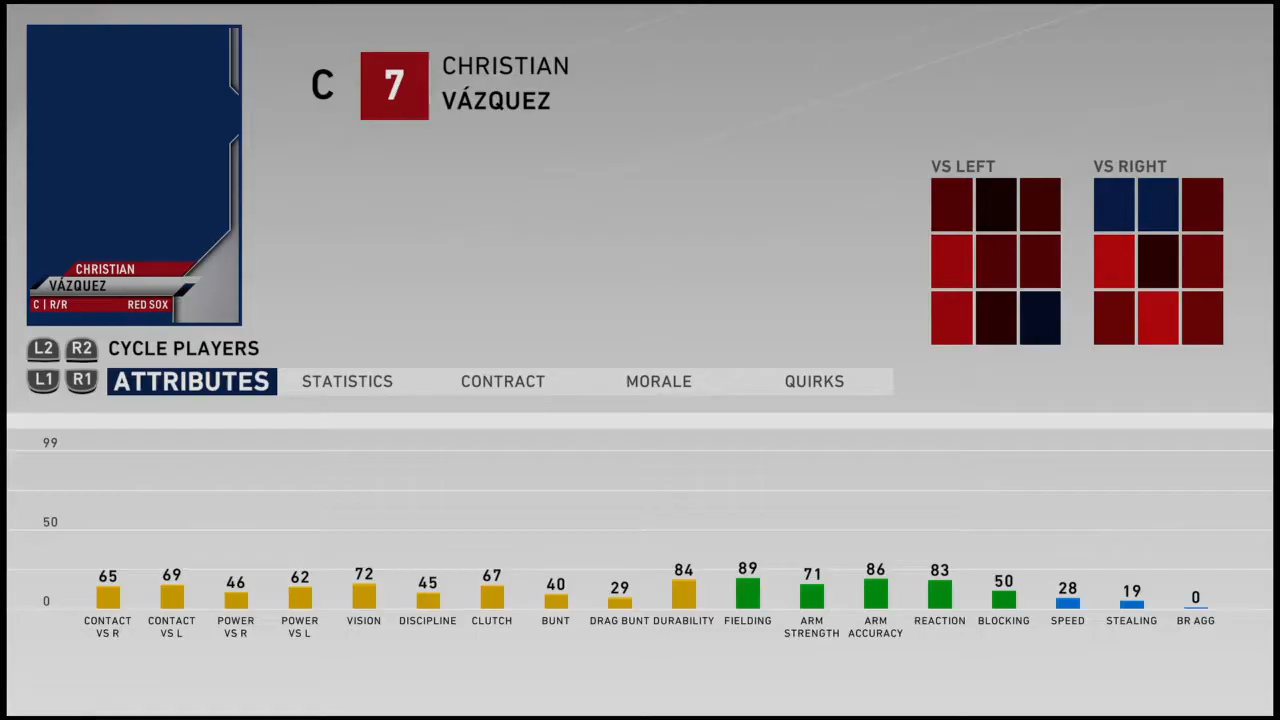 C 7 CHRISTIAN
VÁZQUEZ
VS LEFT VS RIGHT
CHRISTIAN
VÁZQUEZ
C | R/R RED SOX
L2 R2 CYCLE PLAYERS
L1 R1 ATTRIBUTES STATISTICS CONTRACT MORALE QUIRKS
99
50
0
65 69 46 62 72 45 67 40 29 84 89 71 86 83 50 28 19 0
CONTACT VS R
CONTACT VS L
POWER VS R
POWER VS L
VISION
DISCIPLINE
CLUTCH
BUNT
DRAG BUNT
DURABILITY
FIELDING
ARM STRENGTH
ARM ACCURACY
REACTION
BLOCKING
SPEED
STEALING
BR AGG